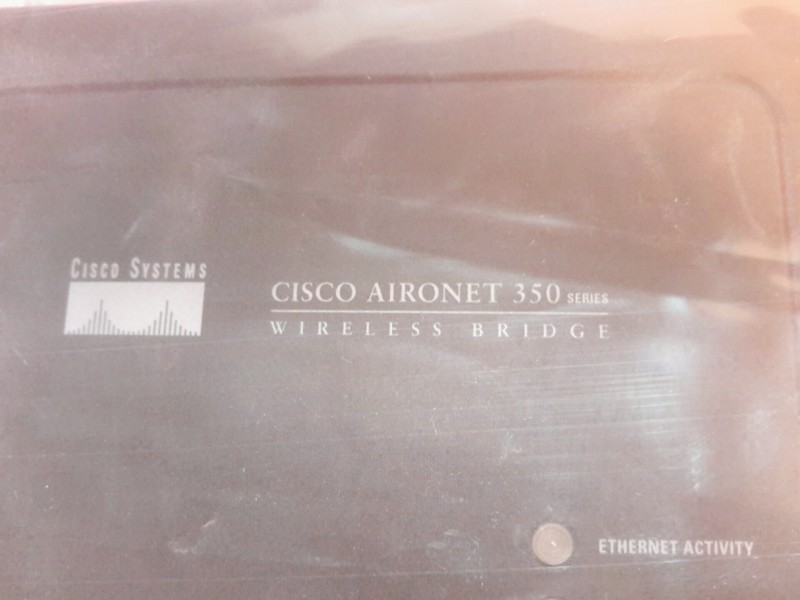 CISCO SYSTEMS
CISCO AIRONET 350 SERIES
WIRELESS BRIDGE
ETHERNET ACTIVITY